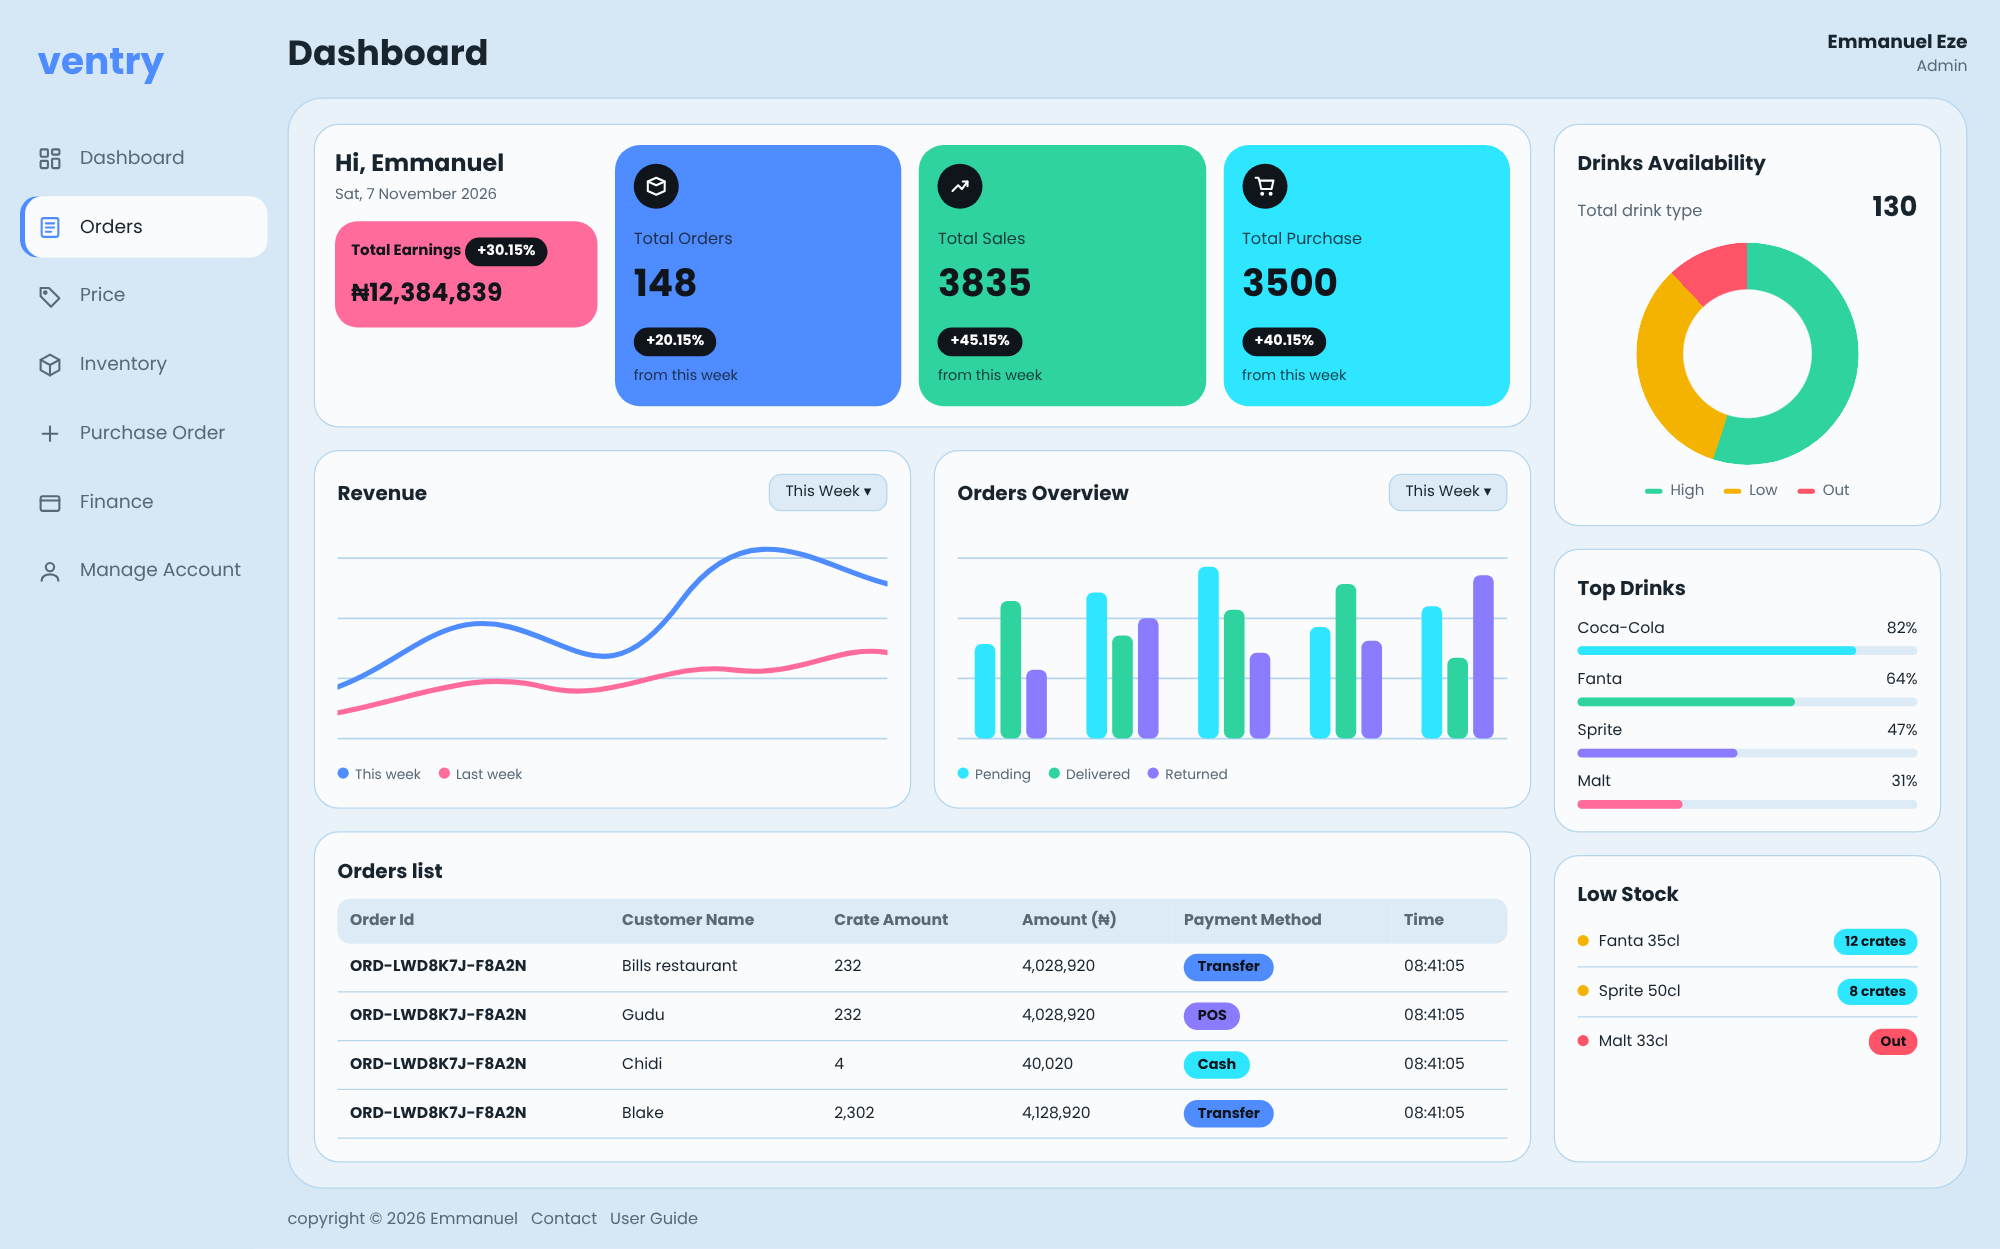 ventry
Dashboard
Orders
Price
Inventory
Purchase Order
Finance
Manage Account
Dashboard
Emmanuel Eze
Admin
Hi, Emmanuel
Sat, 7 November 2026
Total Earnings +30.15%
₦12,384,839
Total Orders
148
+20.15%
from this week
Total Sales
3835
+45.15%
from this week
Total Purchase
3500
+40.15%
from this week
Revenue
This Week ▾
This week Last week
Orders Overview
This Week ▾
Pending Delivered Returned
Orders list
Order Id Customer Name Crate Amount Amount (₦) Payment Method Time
ORD-LWD8K7J-F8A2N Bills restaurant 232 4,028,920 Transfer 08:41:05
ORD-LWD8K7J-F8A2N Gudu 232 4,028,920 POS 08:41:05
ORD-LWD8K7J-F8A2N Chidi 4 40,020 Cash 08:41:05
ORD-LWD8K7J-F8A2N Blake 2,302 4,128,920 Transfer 08:41:05
Drinks Availability
Total drink type 130
High Low Out
Top Drinks
Coca-Cola 82%
Fanta 64%
Sprite 47%
Malt 31%
Low Stock
Fanta 35cl 12 crates
Sprite 50cl 8 crates
Malt 33cl Out
copyright © 2026 Emmanuel Contact User Guide